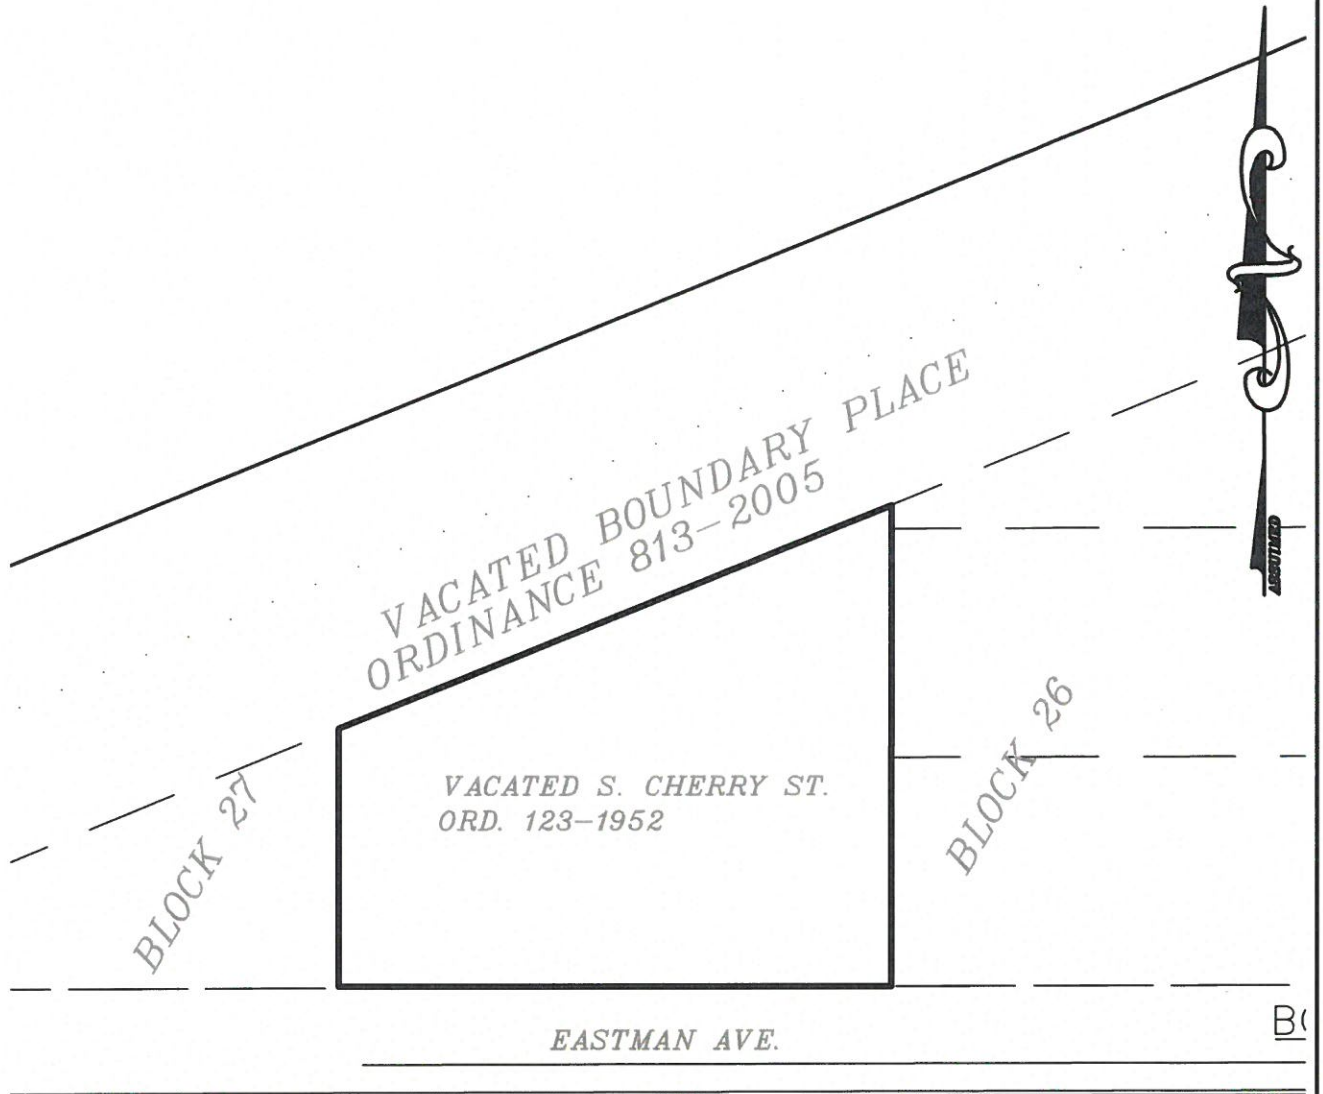 VACATED BOUNDARY PLACE
ORDINANCE 813-2005
VACATED S. CHERRY ST.
ORD. 123-1952
BLOCK 27
BLOCK 26
EASTMAN AVE.